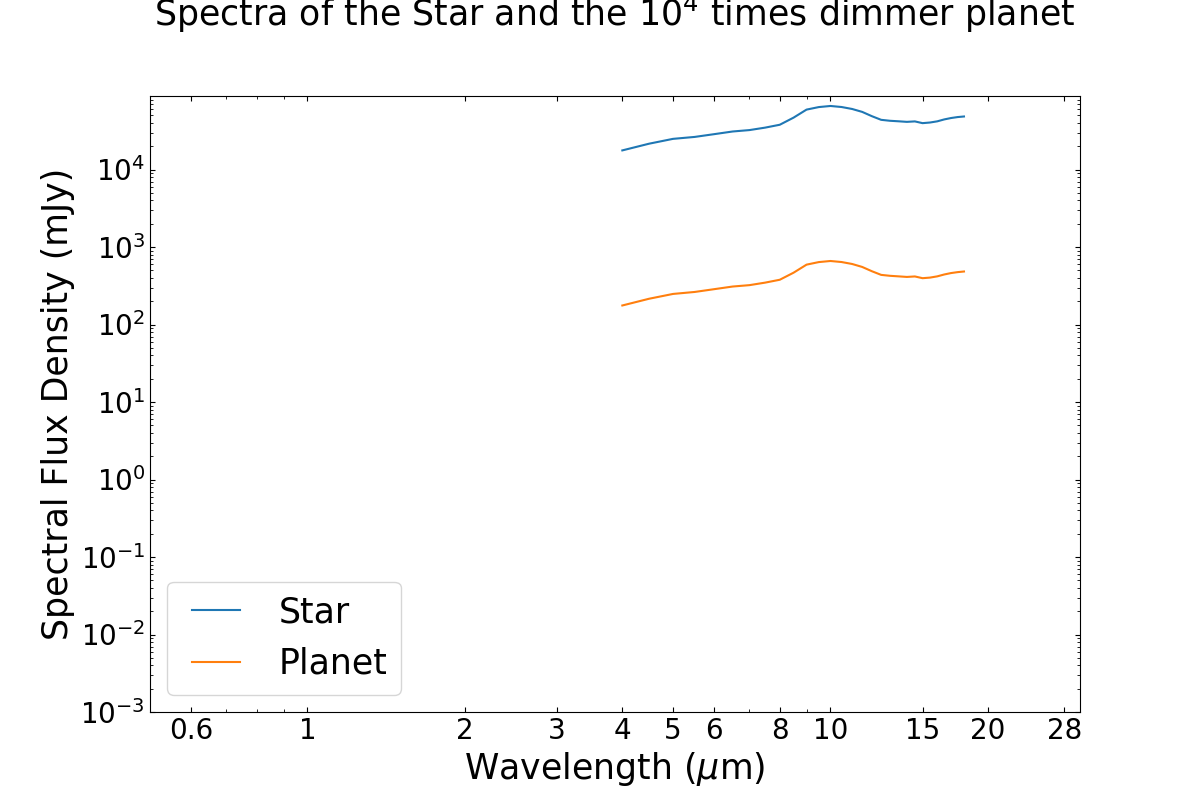 Spectra of the Star and the 10⁴ times dimmer planet
Spectral Flux Density (mJy)
10⁴
10³
10²
10¹
10⁰
10⁻¹
10⁻²
10⁻³
Star
Planet
0.6 1 2 3 4 5 6 8 10 15 20 28
Wavelength (μm)